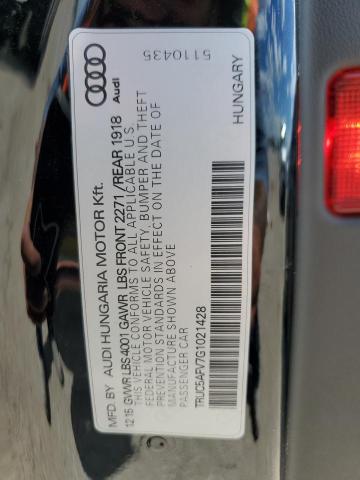 MFD BY AUDI HUNGARIA MOTOR Kft.
12.15 GVWR LBS 4001 GAWR LBS FRONT 2271 /REAR 1918
THIS VEHICLE CONFORMS TO ALL APPLICABLE U.S.
FEDERAL MOTOR VEHICLE SAFETY, BUMPER AND THEFT
PREVENTION STANDARDS IN EFFECT ON THE DATE OF
MANUFACTURE SHOWN ABOVE
PASSENGER CAR
TRUC5AFV7G1021428
Audi
5110435
HUNGARY